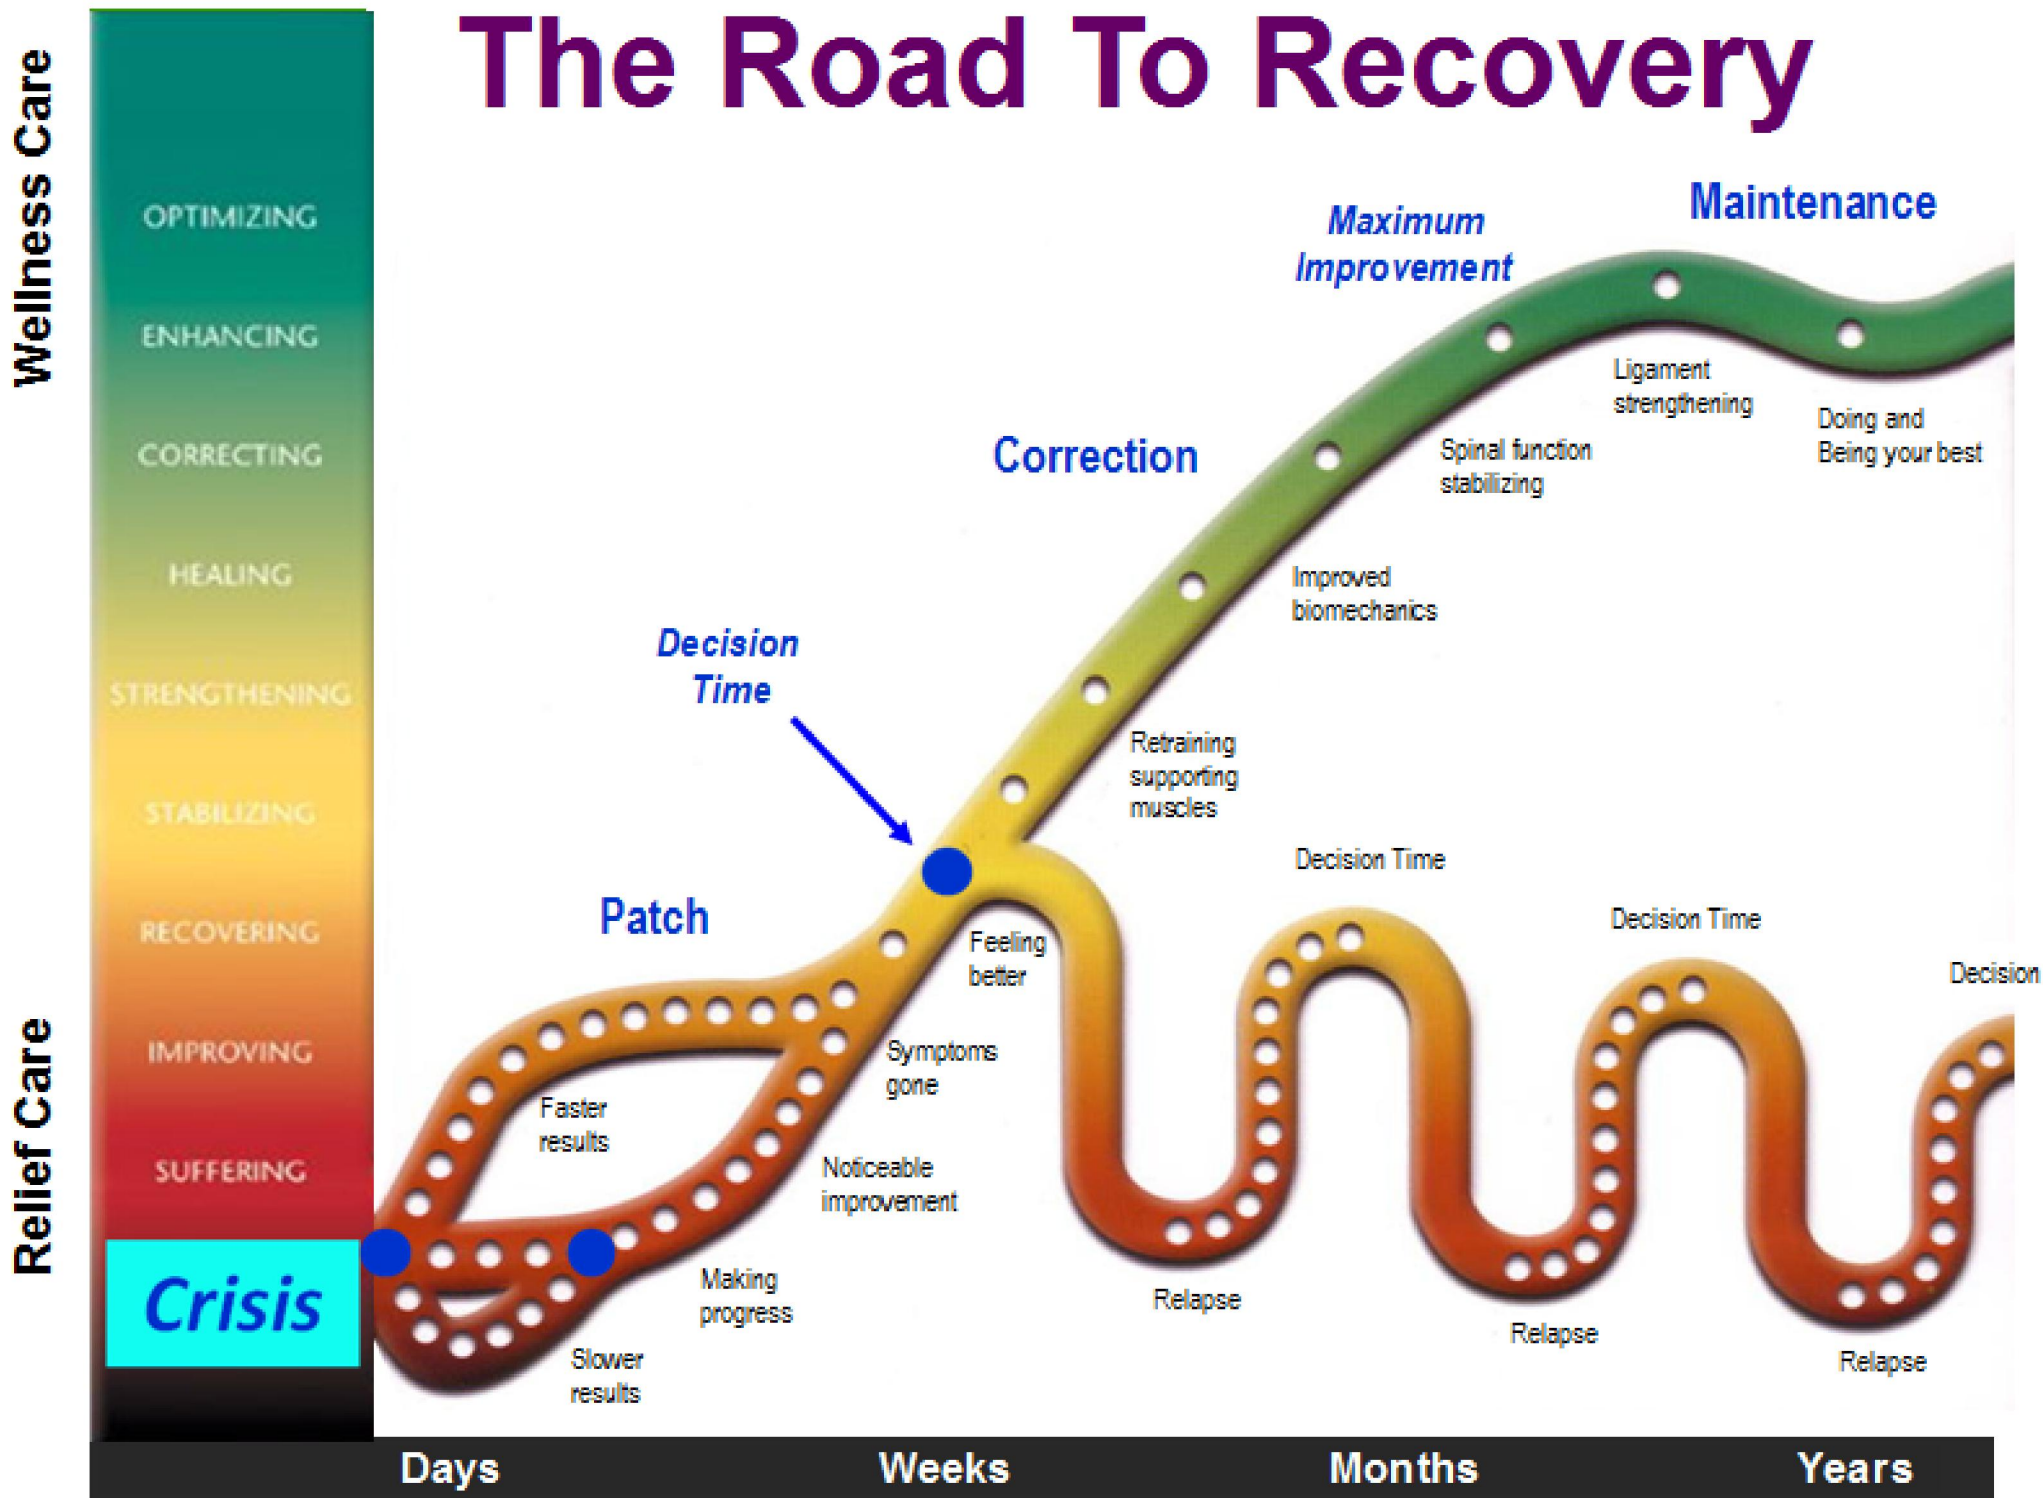 The Road To Recovery
Wellness Care
Relief Care
OPTIMIZING
ENHANCING
CORRECTING
HEALING
STRENGTHENING
STABILIZING
RECOVERING
IMPROVING
SUFFERING
Crisis
Maintenance
Maximum
Improvement
Ligament
strengthening
Doing and
Being your best
Correction
Spinal function
stabilizing
Improved
biomechanics
Decision
Time
Retraining
supporting
muscles
Patch
Feeling
better
Decision Time
Decision Time
Decision
Symptoms
gone
Faster
results
Noticeable
improvement
Making
progress
Slower
results
Relapse
Relapse
Relapse
Days
Weeks
Months
Years